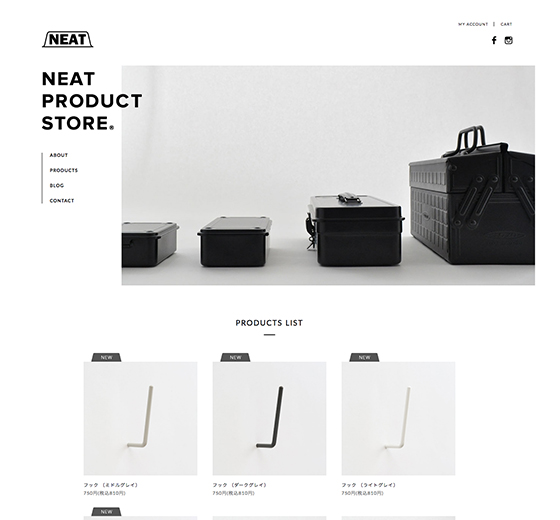 MY ACCOUNT | CART
NEAT
NEAT
PRODUCT
STORE®
ABOUT
PRODUCTS
BLOG
CONTACT
PRODUCTS LIST
NEW
NEW
NEW
フック (ミドルグレイ)
フック (ダークグレイ)
フック (ライトグレイ)
750円(税込810円)
750円(税込810円)
750円(税込810円)
NEW